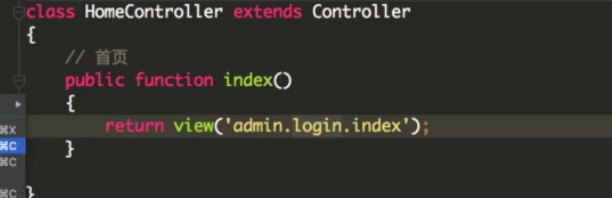 class HomeController extends Controller
{
// 首页
public function index()
{
return view('admin.login.index');
⌘X
}
⌘C
⌘C
}
⌘C